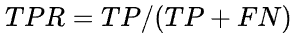 TPR = TP/(TP + FN)